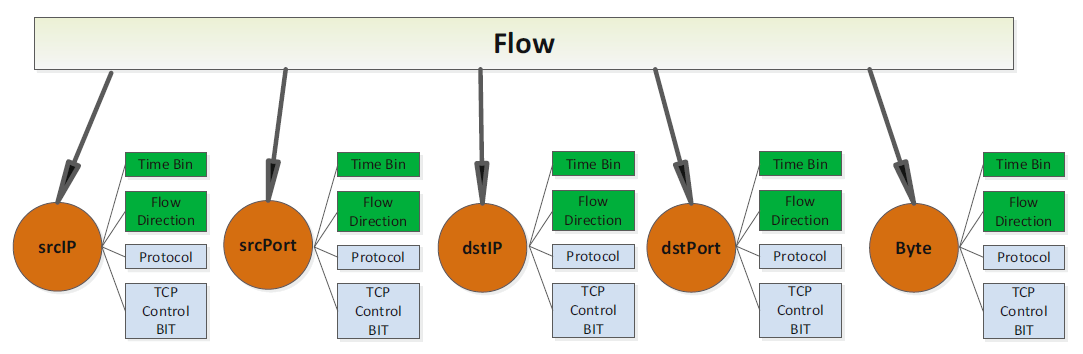 Flow
srcIP
Time Bin
Flow
Direction
Protocol
TCP
Control
BIT
srcPort
Time Bin
Flow
Direction
Protocol
TCP
Control
BIT
dstIP
Time Bin
Flow
Direction
Protocol
TCP
Control
BIT
dstPort
Time Bin
Flow
Direction
Protocol
TCP
Control
BIT
Byte
Time Bin
Flow
Direction
Protocol
TCP
Control
BIT